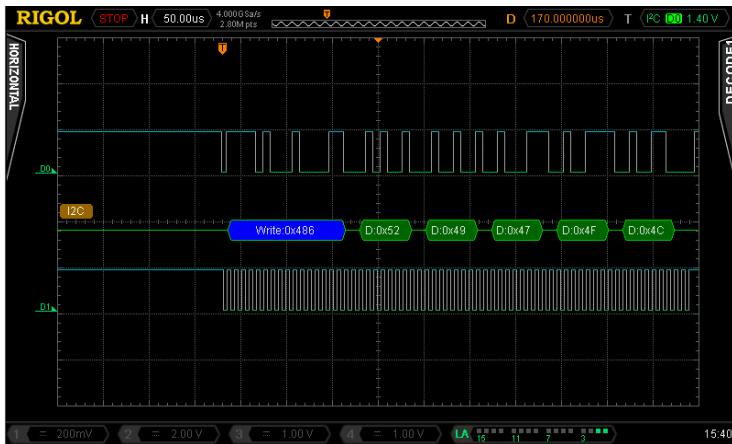 RIGOL STOP H 50.00us 4.000GSa/s 2.80M pts D 170.000000us T I²C D0 1.40 V
HORIZONTAL
DECODE1
T
D0
I2C
Write:0x486 D:0x52 D:0x49 D:0x47 D:0x4F D:0x4C
D1
1 = 200mV 2 = 2.00 V 3 = 1.00 V 4 = 1.00 V LA 15 11 7 3 15:40